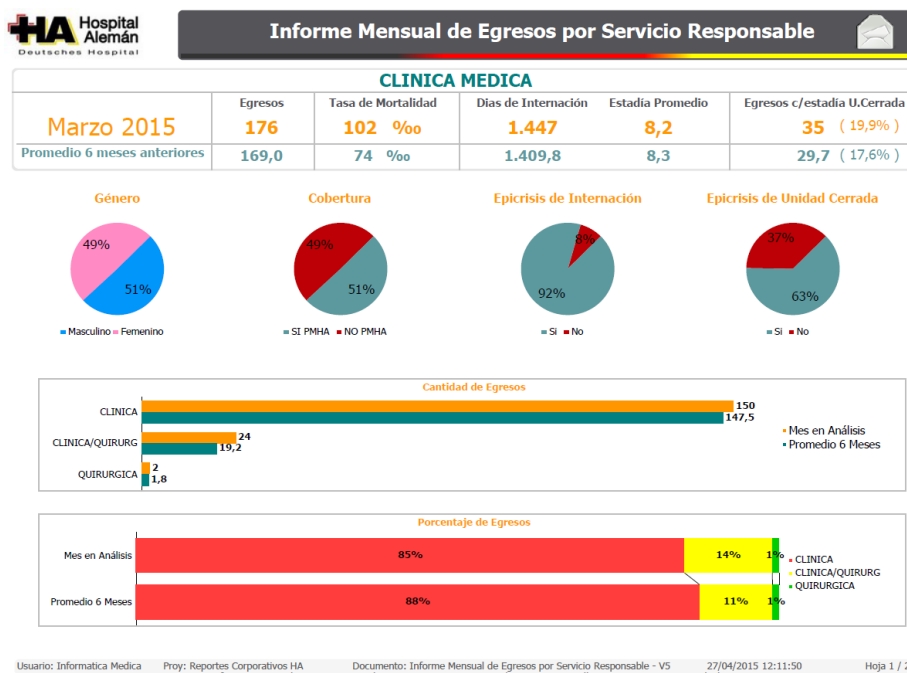 HA Hospital Alemán
Deutsches Hospital
Informe Mensual de Egresos por Servicio Responsable
CLINICA MEDICA
Egresos Tasa de Mortalidad Dias de Internación Estadía Promedio Egresos c/estadia U.Cerrada
Marzo 2015 176 102 %o 1.447 8,2 35 ( 19,9% )
Promedio 6 meses anteriores 169,0 74 %o 1.409,8 8,3 29,7 ( 17,6% )
Género Cobertura Epicrisis de Internación Epicrisis de Unidad Cerrada
49% 51% 49% 51% 8% 92% 37% 63%
Masculino Femenino SI PMHA NO PMHA Si No Si No
Cantidad de Egresos
CLINICA 150
147,5
CLINICA/QUIRURG 24
19,2
QUIRURGICA 2
1,8
Mes en Análisis
Promedio 6 Meses
Porcentaje de Egresos
Mes en Análisis 85% 14% 1%
Promedio 6 Meses 88% 11% 1%
CLINICA
CLINICA/QUIRURG
QUIRURGICA
Usuario: Informatica Medica Proy: Reportes Corporativos HA Documento: Informe Mensual de Egresos por Servicio Responsable - V5 27/04/2015 12:11:50 Hoja 1 / 2